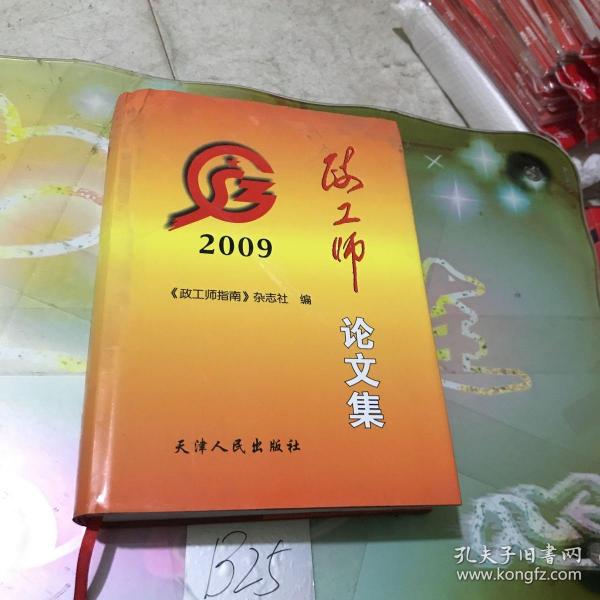 政工师
论文集
2009
《政工师指南》杂志社 编
天津人民出版社
B25
孔夫子旧书网
www.kongfz.com